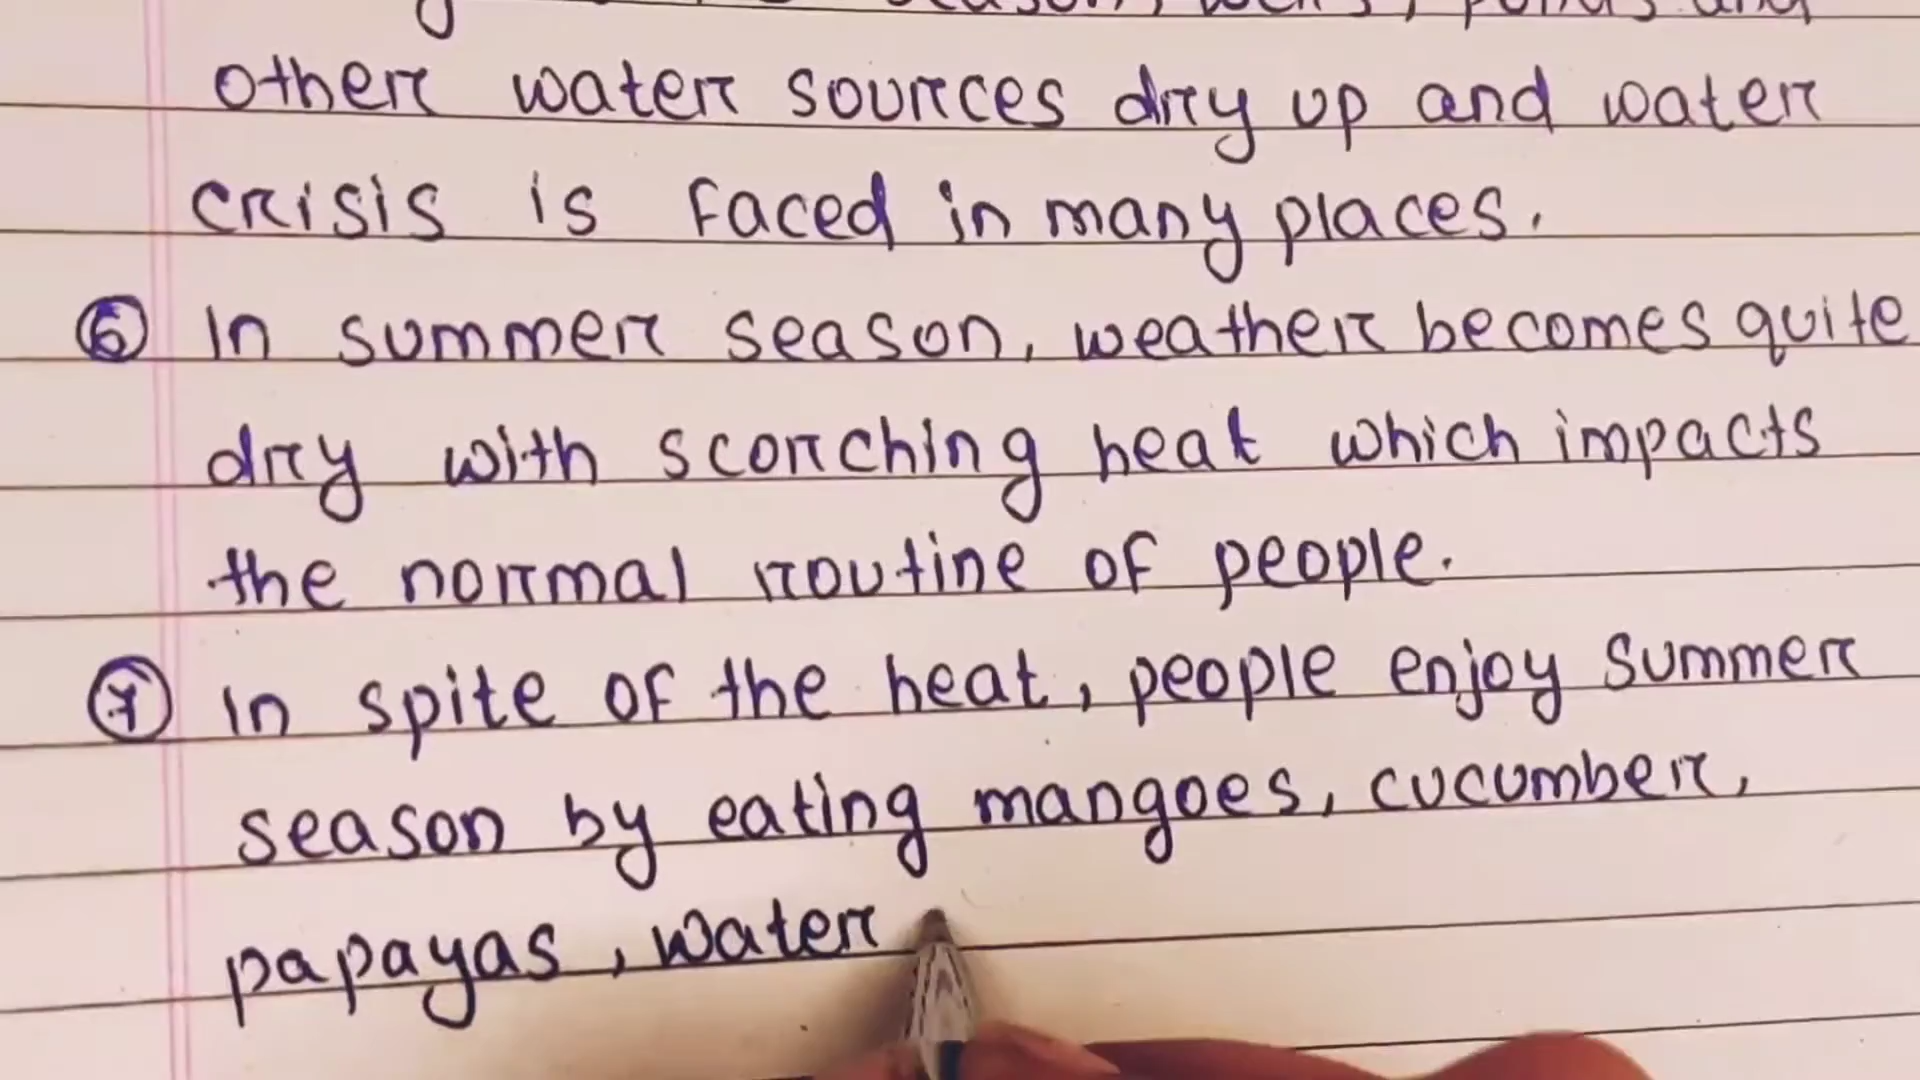 other water sources dry up and water
crisis is faced in many places.
6 In summer season, weather becomes quite
dry with scorching heat which impacts
the normal routine of people.
7 In spite of the heat, people enjoy summer
season by eating mangoes, cucumber,
papayas, water